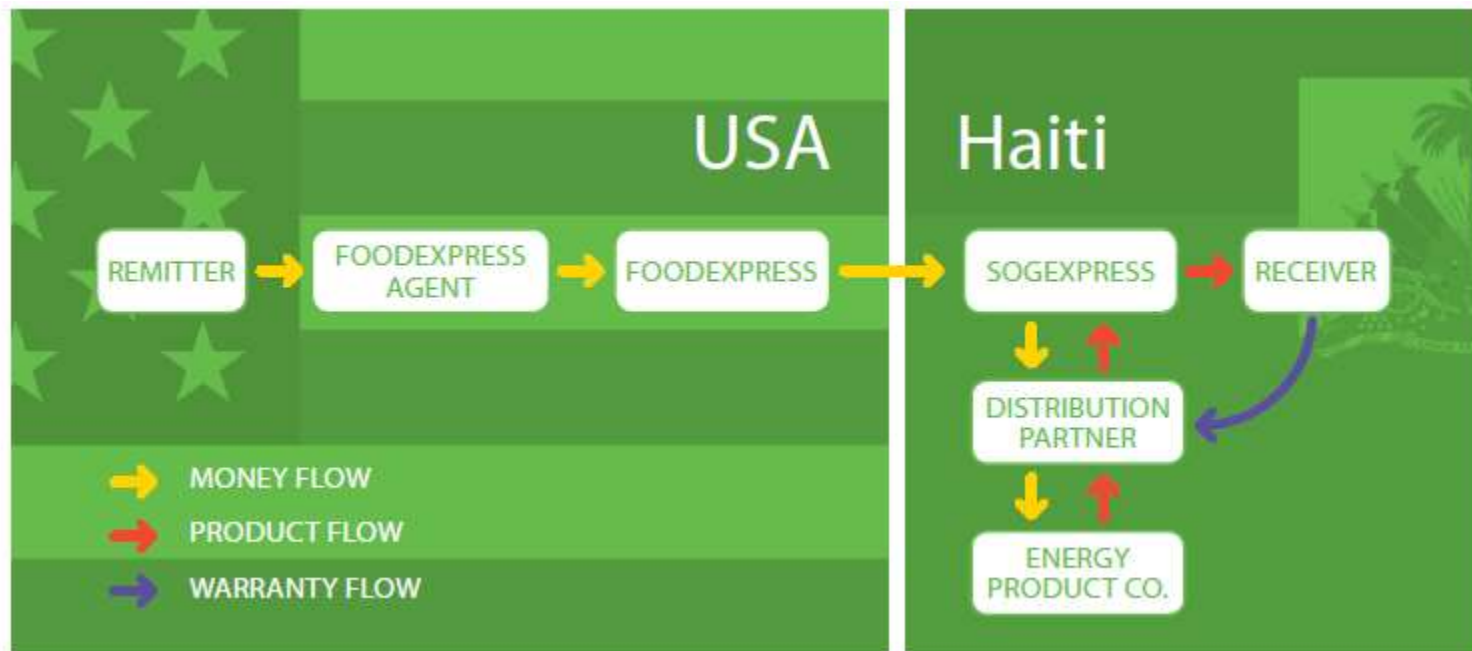 USA
Haiti
REMITTER
FOODEXPRESS
AGENT
FOODEXPRESS
SOGEXPRESS
RECEIVER
DISTRIBUTION
PARTNER
ENERGY
PRODUCT CO.
MONEY FLOW
PRODUCT FLOW
WARRANTY FLOW